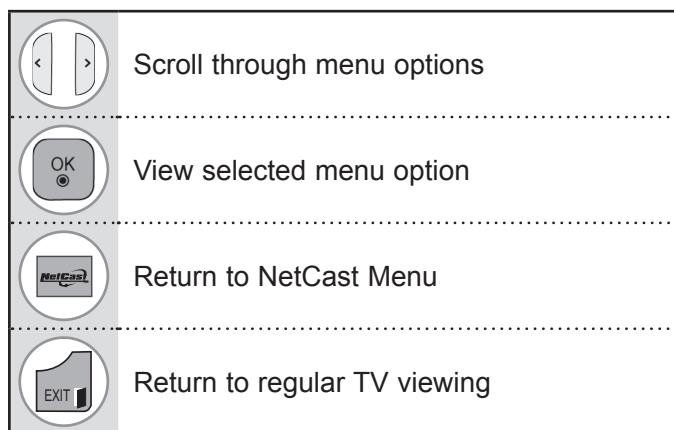 Scroll through menu options
OK
View selected menu option
NetCast
Return to NetCast Menu
EXIT
Return to regular TV viewing